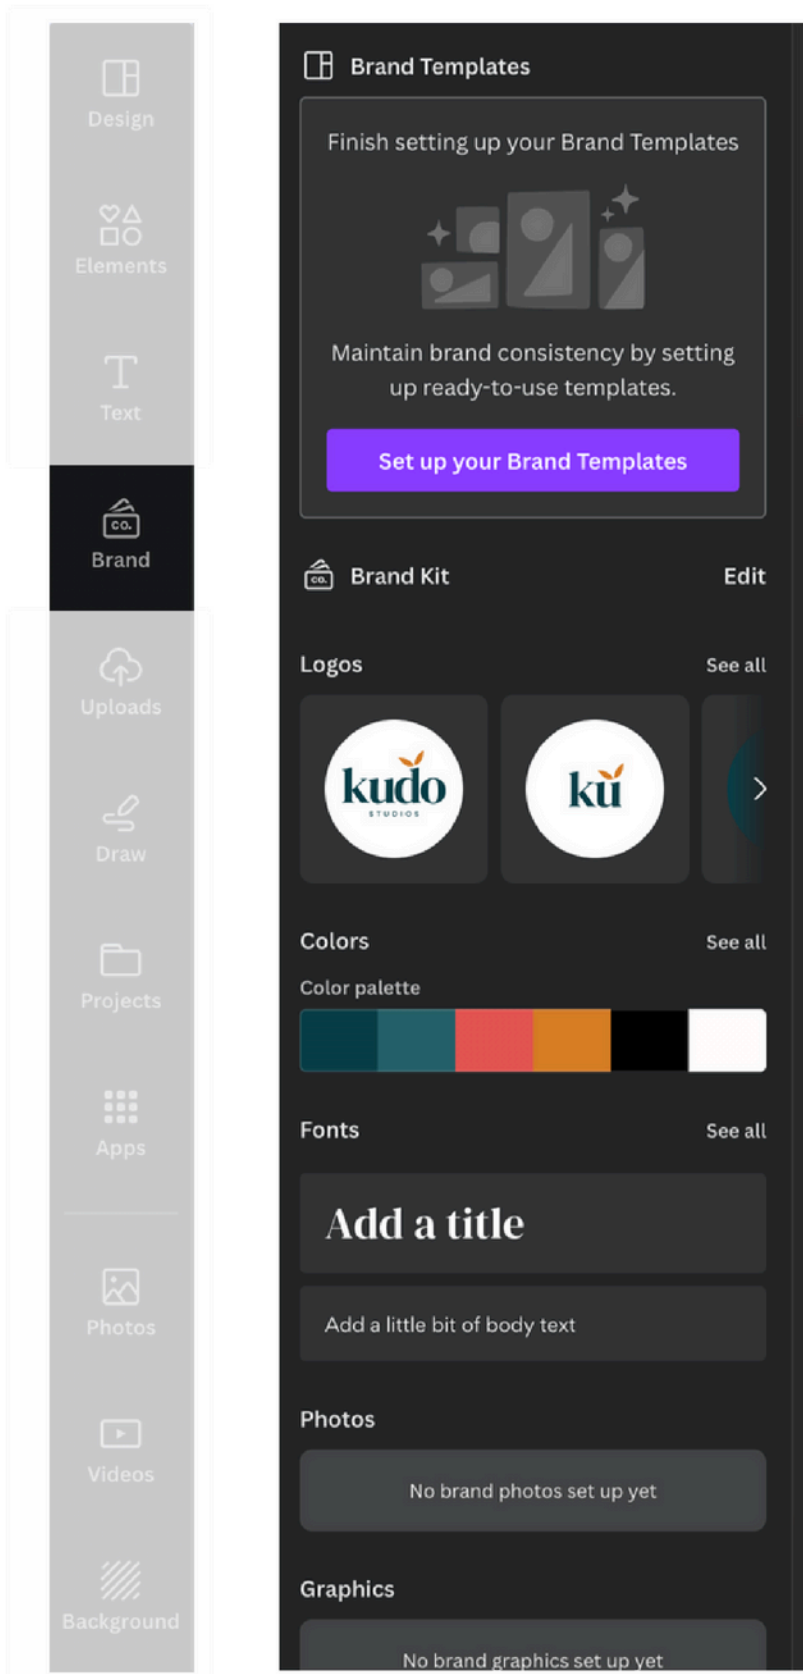 Design
Elements
Text
CO.
Brand
Uploads
Draw
Projects
Apps
Photos
Videos
Background
Brand Templates
Finish setting up your Brand Templates
Maintain brand consistency by setting
up ready-to-use templates.
Set up your Brand Templates
CO.
Brand Kit
Edit
Logos
See all
kudo
STUDIOS
ku
Colors
See all
Color palette
Fonts
See all
Add a title
Add a little bit of body text
Photos
No brand photos set up yet
Graphics
No brand graphics set up yet